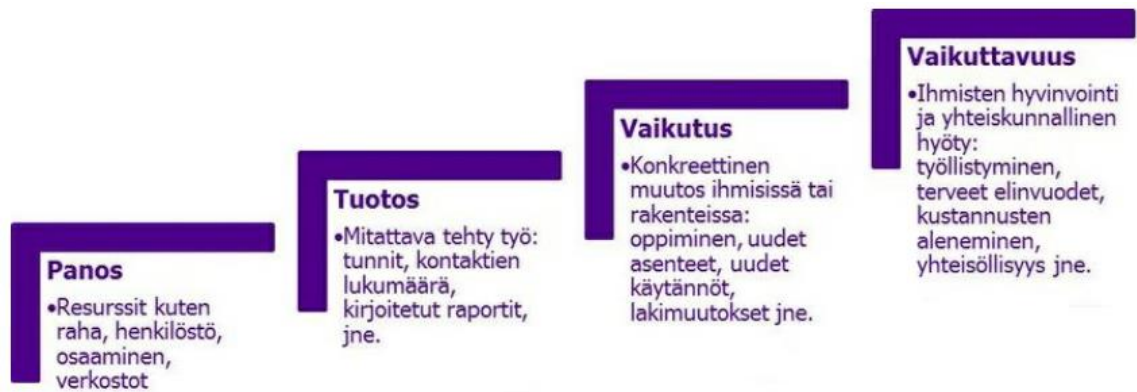 Panos
•Resurssit kuten
raha, henkilöstö,
osaaminen,
verkostot
Tuotos
•Mitattava tehty työ:
tunnit, kontaktien
lukumäärä,
kirjoitetut raportit,
jne.
Vaikutus
•Konkreettinen
muutos ihmisissä tai
rakenteissa:
oppiminen, uudet
asenteet, uudet
käytännöt,
lakimuutokset jne.
Vaikuttavuus
•Ihmisten hyvinvointi
ja yhteiskunnallinen
hyöty:
työllistyminen,
terveet elinvuodet,
kustannusten
aleneminen,
yhteisöllisyys jne.